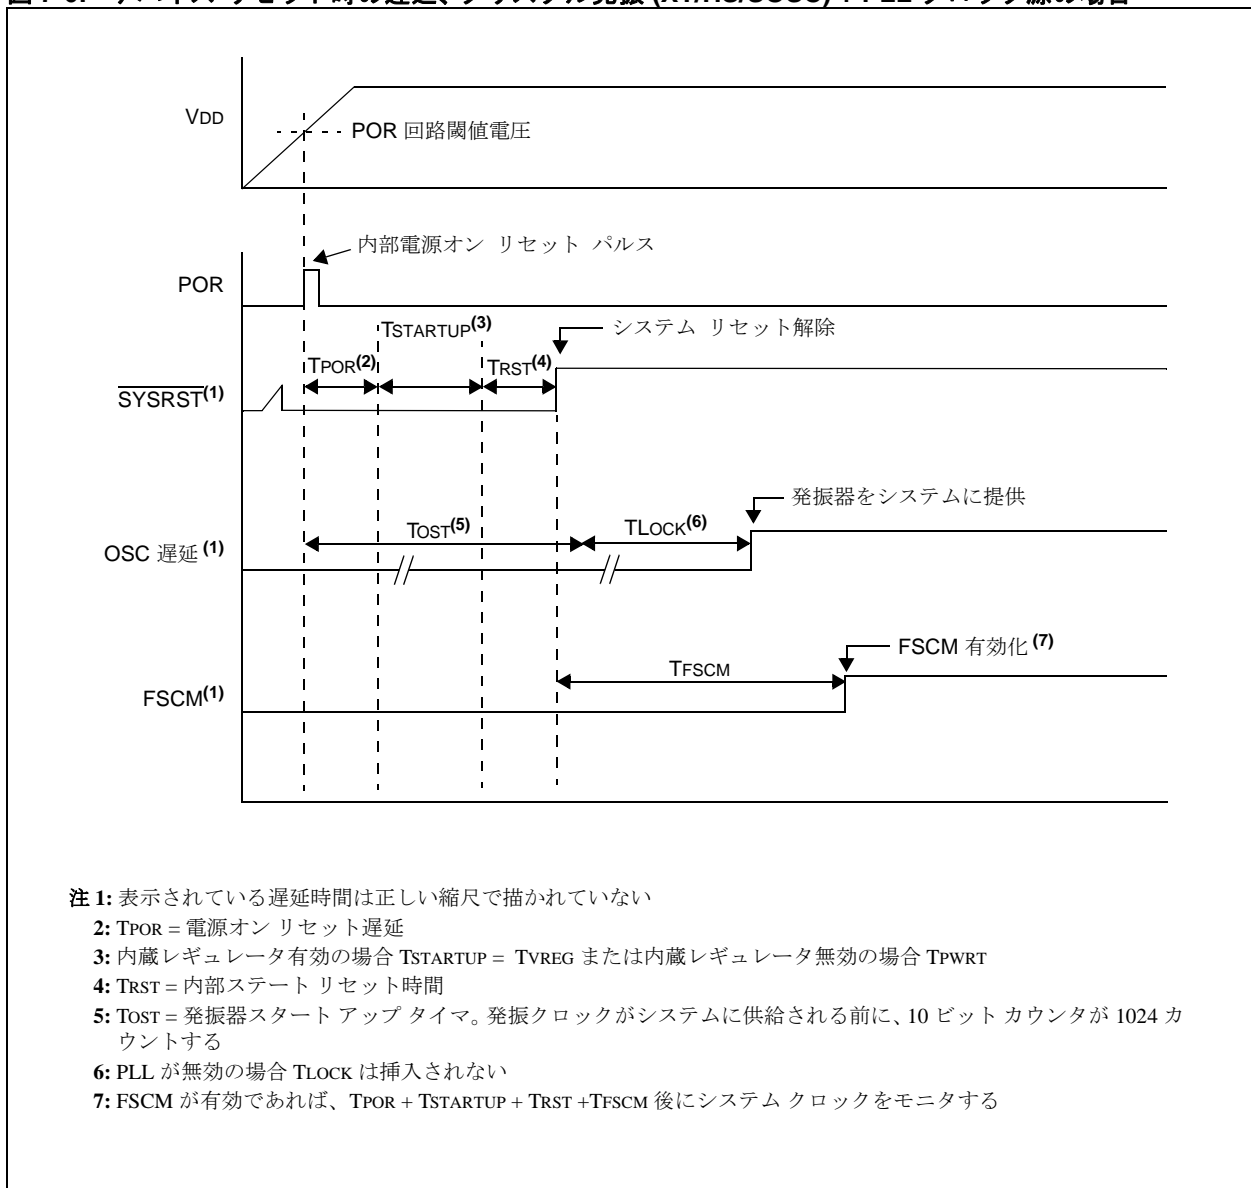 VDD
POR 回路閾値電圧
内部電源オン リセット パルス
POR
TSTARTUP(3)
システム リセット解除
TPOR(2)
TRST(4)
SYSRST(1)
発振器をシステムに提供
TOST(5)
TLOCK(6)
OSC 遅延(1)
FSCM 有効化(7)
TFSCM
FSCM(1)
注 1: 表示されている遅延時間は正しい縮尺で描かれていない
2: TPOR = 電源オン リセット遅延
3: 内蔵レギュレータ有効の場合 TSTARTUP = TVREG または内蔵レギュレータ無効の場合 TPWRT
4: TRST = 内部ステート リセット時間
5: TOST = 発振器スタート アップ タイマ。発振クロックがシステムに供給される前に、10 ビット カウンタが 1024 カ
ウントする
6: PLL が無効の場合 TLOCK は挿入されない
7: FSCM が有効であれば、TPOR + TSTARTUP + TRST +TFSCM 後にシステム クロックをモニタする